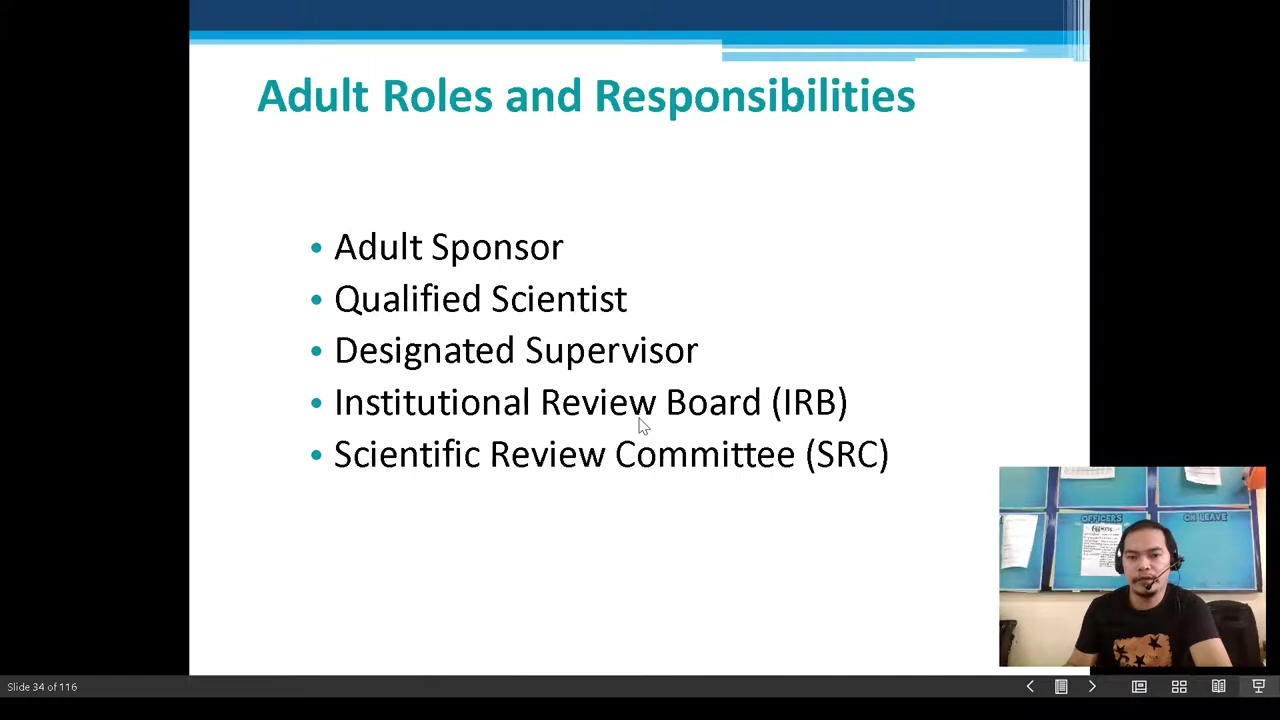 Adult Roles and Responsibilities
• Adult Sponsor
• Qualified Scientist
• Designated Supervisor
• Institutional Review Board (IRB)
• Scientific Review Committee (SRC)
OFFICERS
ON LEAVE
Slide 34 of 116